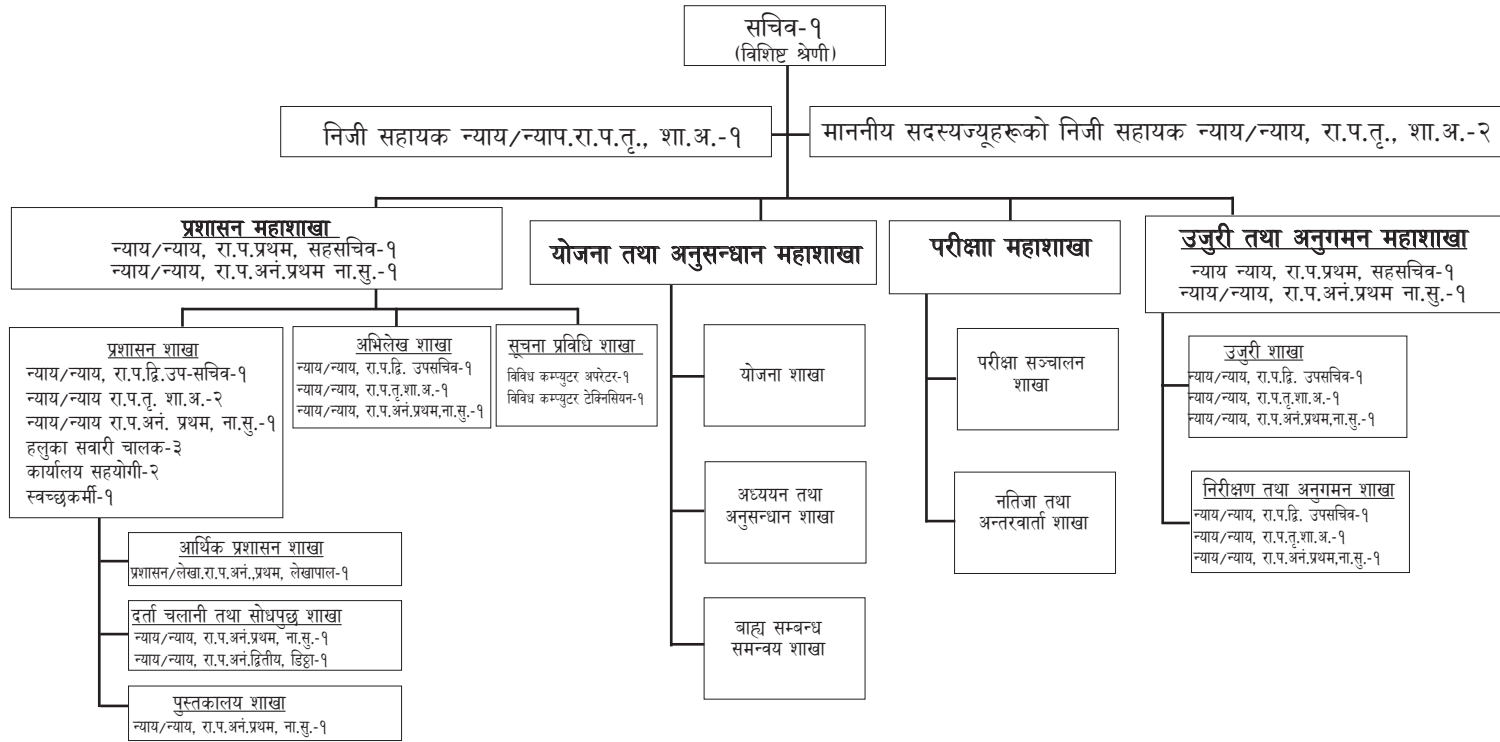 सचिव-१
(विशिष्ट श्रेणी)
निजी सहायक न्याय/न्याप.रा.प.तृ., शा.अ.-१
माननीय सदस्यज्यूहरूको निजी सहायक न्याय/न्याय, रा.प.तृ., शा.अ.-२
प्रशासन महाशाखा
न्याय/न्याय, रा.प.प्रथम, सहसचिव-१
न्याय/न्याय, रा.प.अनं.प्रथम ना.सु.-१
योजना तथा अनुसन्धान महाशाखा
परीक्षाा महाशाखा
उजुरी तथा अनुगमन महाशाखा
न्याय न्याय, रा.प.प्रथम, सहसचिव-१
न्याय/न्याय, रा.प.अनं.प्रथम ना.सु.-१
प्रशासन शाखा
न्याय/न्याय, रा.प.द्वि.उप-सचिव-१
न्याय/न्याय रा.प.तृ. शा.अ.-२
न्याय/न्याय रा.प.अनं. प्रथम, ना.सु.-१
हलुका सवारी चालक-३
कार्यालय सहयोगी-२
स्वच्छकर्मी-१
अभिलेख शाखा
न्याय/न्याय, रा.प.द्वि. उपसचिव-१
न्याय/न्याय, रा.प.तृ.शा.अ.-१
न्याय/न्याय, रा.प.अनं.प्रथम,ना.सु.-१
सूचना प्रविधि शाखा
विविध कम्प्युटर अपरेटर-१
विविध कम्प्युटर टेक्निसियन-१
आर्थिक प्रशासन शाखा
प्रशासन/लेखा.रा.प.अनं.,प्रथम, लेखापाल-१
दर्ता चलानी तथा सोधपुछ शाखा
न्याय/न्याय, रा.प.अनं.प्रथम, ना.सु.-१
न्याय/न्याय, रा.प.अनं.द्वितीय, डिठ्ठा-१
पुस्तकालय शाखा
न्याय/न्याय, रा.प.अनं.प्रथम, ना.सु.-१
योजना शाखा
अध्ययन तथा
अनुसन्धान शाखा
बाह्य सम्बन्ध
समन्वय शाखा
परीक्षा सञ्चालन
शाखा
नतिजा तथा
अन्तरवार्ता शाखा
उजुरी शाखा
न्याय/न्याय, रा.प.द्वि. उपसचिव-१
न्याय/न्याय, रा.प.तृ.शा.अ.-१
न्याय/न्याय, रा.प.अनं.प्रथम,ना.सु.-१
निरीक्षण तथा अनुगमन शाखा
न्याय/न्याय, रा.प.द्वि. उपसचिव-१
न्याय/न्याय, रा.प.तृ.शा.अ.-१
न्याय/न्याय, रा.प.अनं.प्रथम,ना.सु.-१